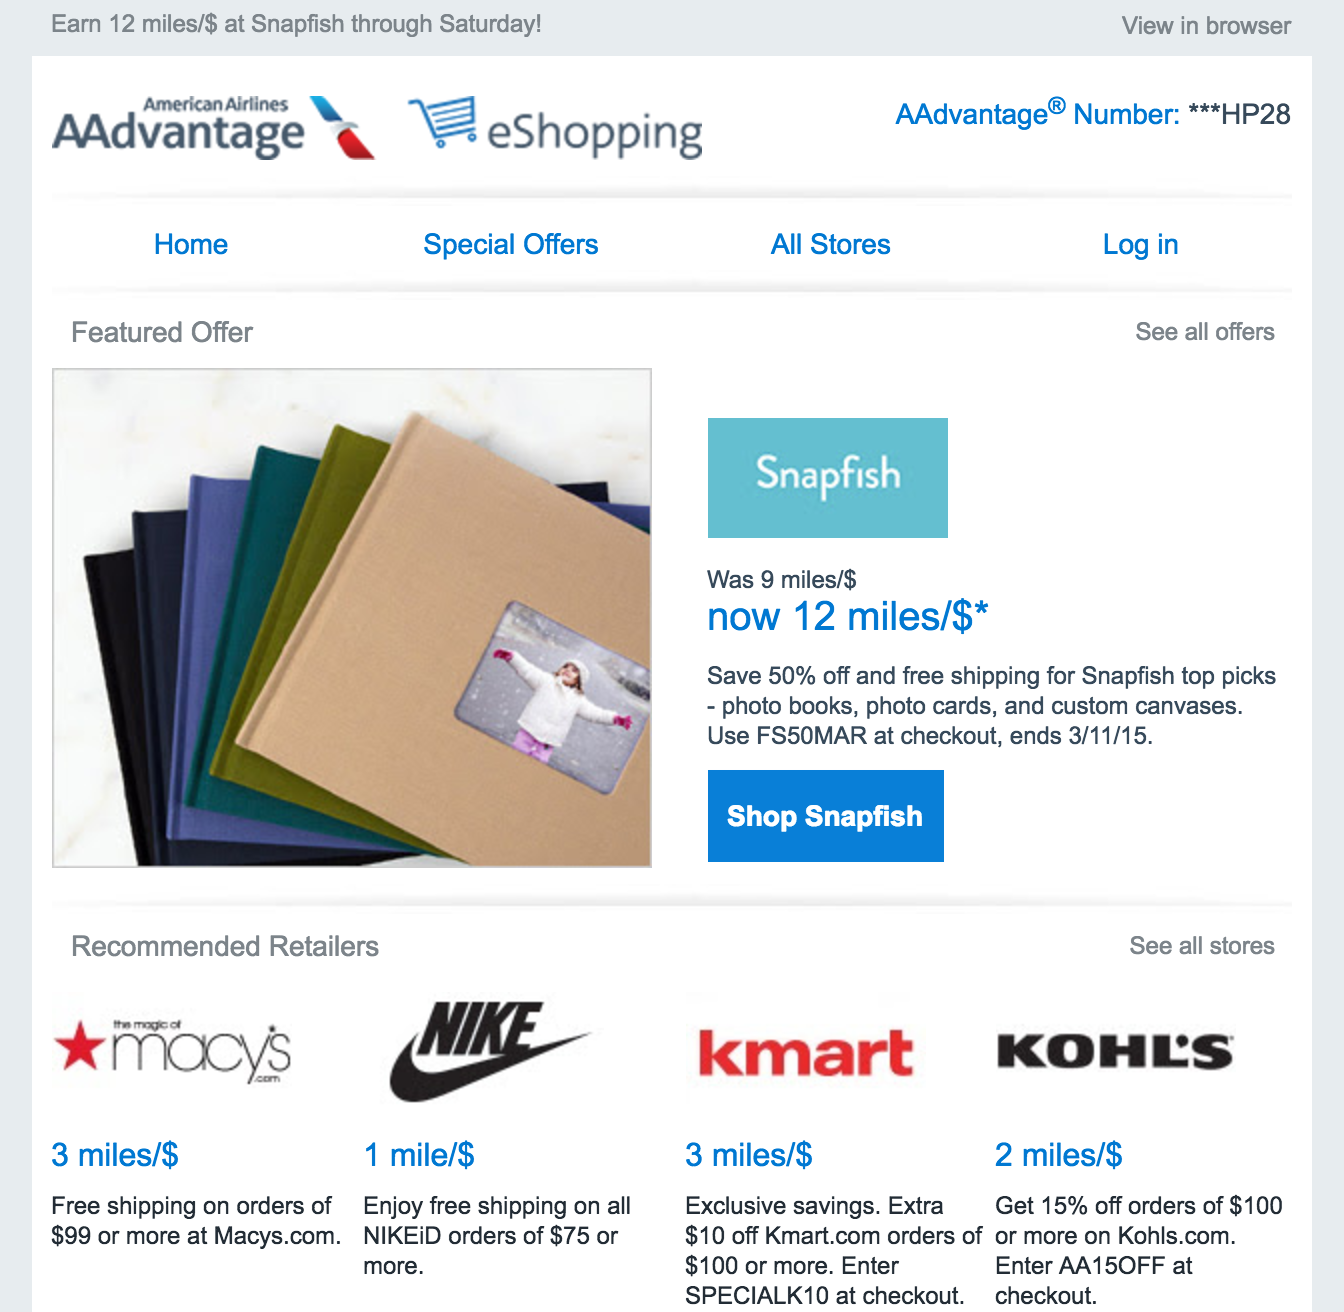 Earn 12 miles/$ at Snapfish through Saturday!
View in browser
American Airlines
AAdvantage
eShopping
AAdvantage® Number: ***HP28
Home
Special Offers
All Stores
Log in
Featured Offer
See all offers
Snapfish
Was 9 miles/$
now 12 miles/$*
Save 50% off and free shipping for Snapfish top picks
- photo books, photo cards, and custom canvases.
Use FS50MAR at checkout, ends 3/11/15.
Shop Snapfish
Recommended Retailers
See all stores
the magic of
macy's
.com
NIKE
kmart
KOHL'S
3 miles/$
Free shipping on orders of
$99 or more at Macys.com.
1 mile/$
Enjoy free shipping on all
NIKEiD orders of $75 or
more.
3 miles/$
Exclusive savings. Extra
$10 off Kmart.com orders of
$100 or more. Enter
SPECIALK10 at checkout.
2 miles/$
Get 15% off orders of $100
or more on Kohls.com.
Enter AA15OFF at
checkout.